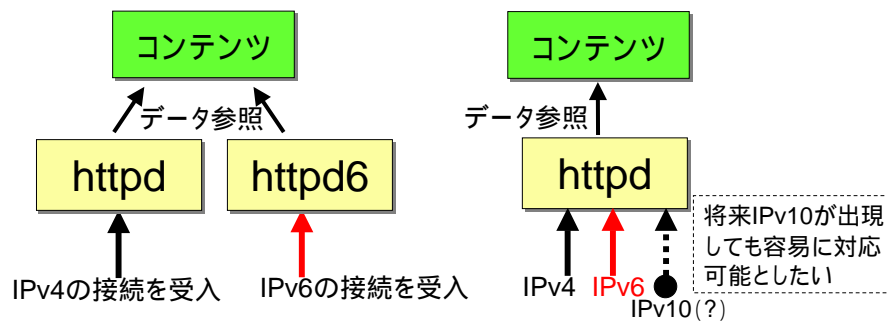 コンテンツ
データ参照
httpd
httpd6
IPv4の接続を受入
IPv6の接続を受入
コンテンツ
データ参照
httpd
IPv4
IPv6
IPv10(?)
将来IPv10が出現
しても容易に対応
可能としたい